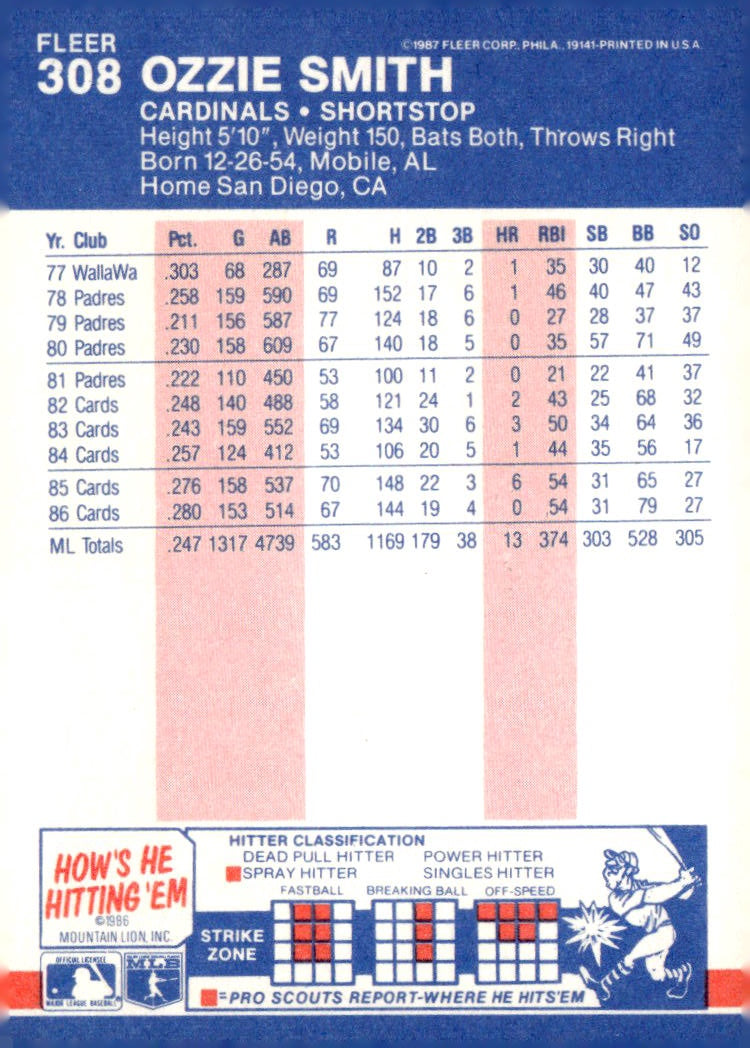 FLEER
©1987 FLEER CORP., PHILA., 19141-PRINTED IN U.S.A.
308 OZZIE SMITH
CARDINALS • SHORTSTOP
Height 5'10", Weight 150, Bats Both, Throws Right
Born 12-26-54, Mobile, AL
Home San Diego, CA
Yr. Club Pct. G AB R H 2B 3B HR RBI SB BB SO
77 WallaWa .303 68 287 69 87 10 2 1 35 30 40 12
78 Padres .258 159 590 69 152 17 6 1 46 40 47 43
79 Padres .211 156 587 77 124 18 6 0 27 28 37 37
80 Padres .230 158 609 67 140 18 5 0 35 57 71 49
81 Padres .222 110 450 53 100 11 2 0 21 22 41 37
82 Cards .248 140 488 58 121 24 1 2 43 25 68 32
83 Cards .243 159 552 69 134 30 6 3 50 34 64 36
84 Cards .257 124 412 53 106 20 5 1 44 35 56 17
85 Cards .276 158 537 70 148 22 3 6 54 31 65 27
86 Cards .280 153 514 67 144 19 4 0 54 31 79 27
ML Totals .247 1317 4739 583 1169 179 38 13 374 303 528 305
HOW'S HE
HITTING 'EM
©1986
MOUNTAIN LION, INC.
OFFICIAL LICENSEE
MAJOR LEAGUE BASEBALL
MLB
HITTER CLASSIFICATION
DEAD PULL HITTER POWER HITTER
SPRAY HITTER SINGLES HITTER
FASTBALL BREAKING BALL OFF-SPEED
STRIKE
ZONE
=PRO SCOUTS REPORT-WHERE HE HITS'EM